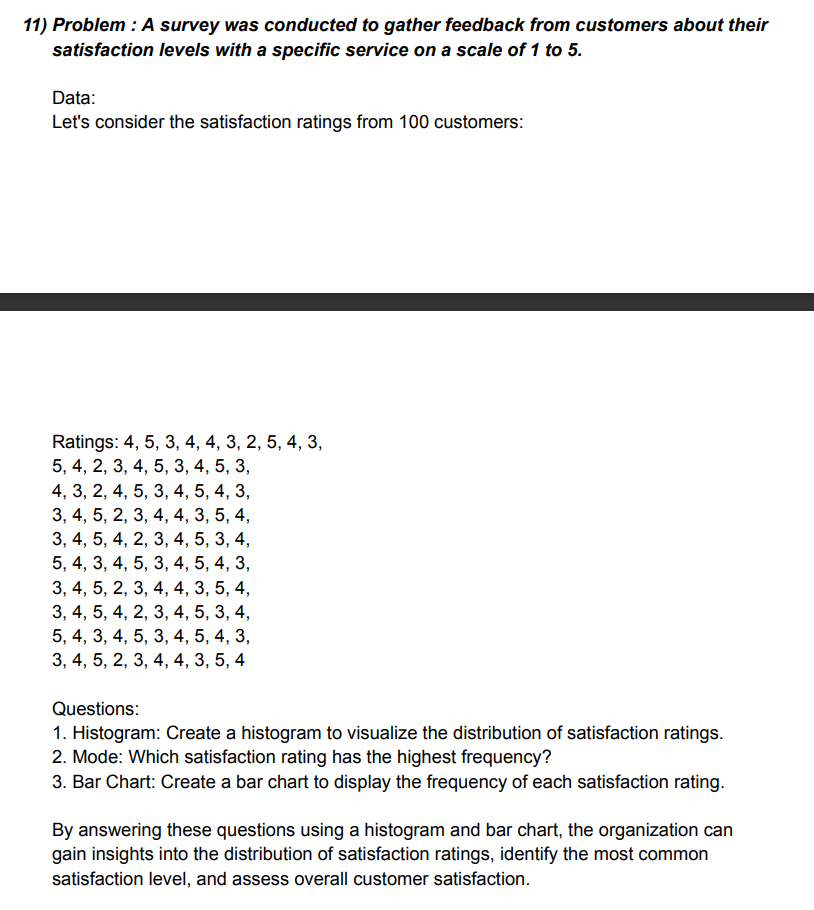 11) Problem : A survey was conducted to gather feedback from customers about their
satisfaction levels with a specific service on a scale of 1 to 5.
Data:
Let's consider the satisfaction ratings from 100 customers:
Ratings: 4, 5, 3, 4, 4, 3, 2, 5, 4, 3,
5, 4, 2, 3, 4, 5, 3, 4, 5, 3,
4, 3, 2, 4, 5, 3, 4, 5, 4, 3,
3, 4, 5, 2, 3, 4, 4, 3, 5, 4,
3, 4, 5, 4, 2, 3, 4, 5, 3, 4,
5, 4, 3, 4, 5, 3, 4, 5, 4, 3,
3, 4, 5, 2, 3, 4, 4, 3, 5, 4,
3, 4, 5, 4, 2, 3, 4, 5, 3, 4,
5, 4, 3, 4, 5, 3, 4, 5, 4, 3,
3, 4, 5, 2, 3, 4, 4, 3, 5, 4
Questions:
1. Histogram: Create a histogram to visualize the distribution of satisfaction ratings.
2. Mode: Which satisfaction rating has the highest frequency?
3. Bar Chart: Create a bar chart to display the frequency of each satisfaction rating.
By answering these questions using a histogram and bar chart, the organization can
gain insights into the distribution of satisfaction ratings, identify the most common
satisfaction level, and assess overall customer satisfaction.